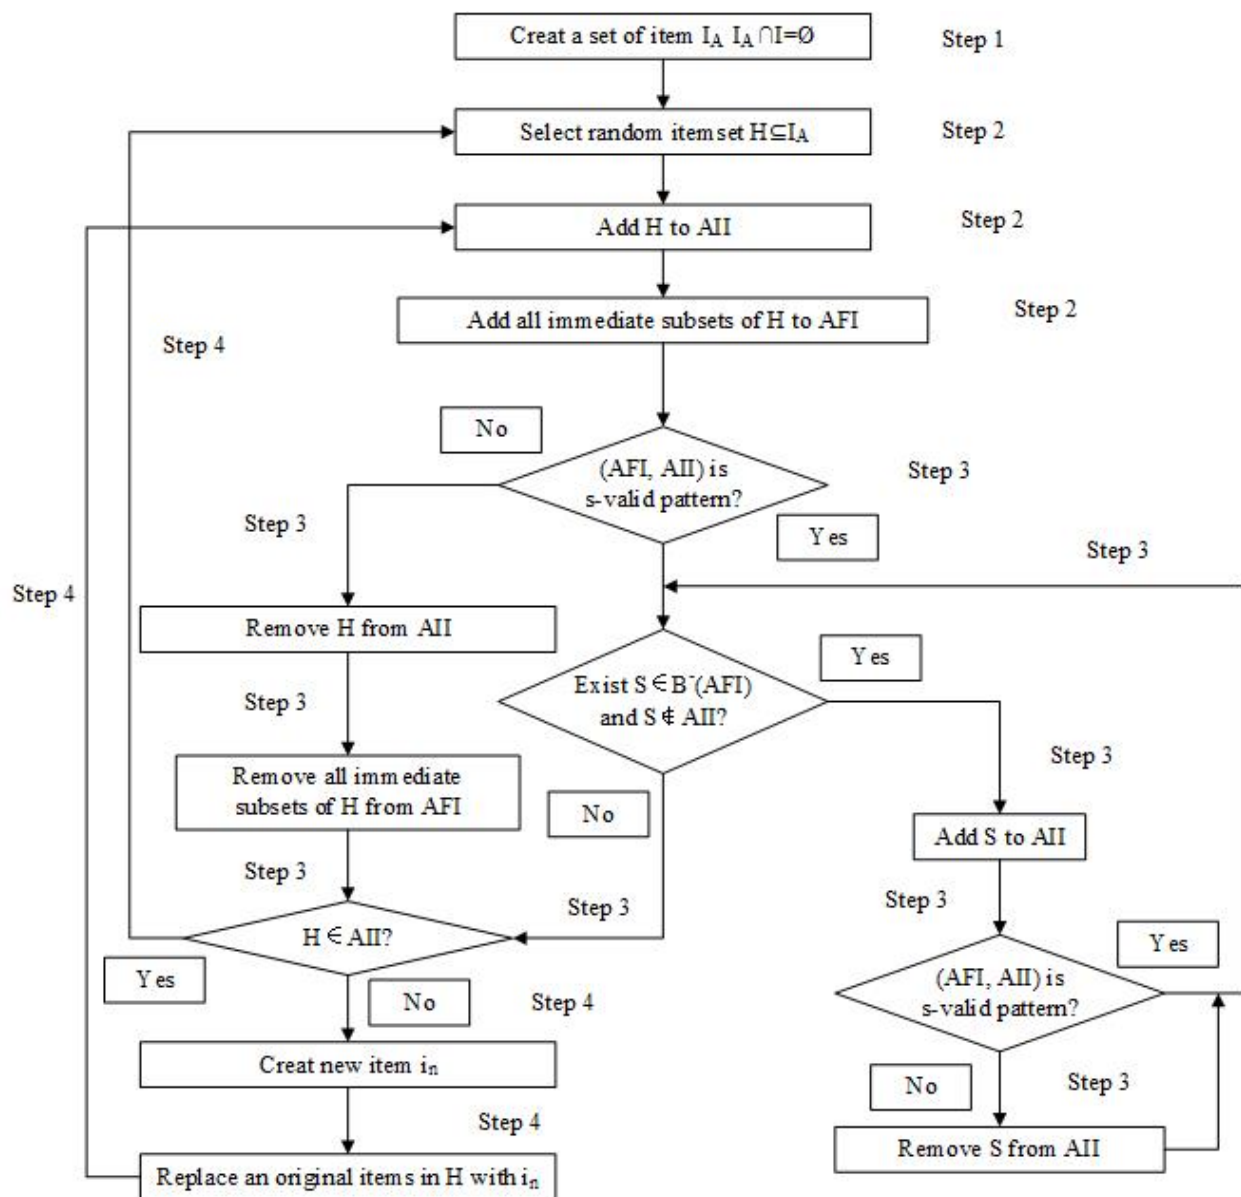 Creat a set of item I_A I_A ∩I=Ø
Step 1
Select random item set H⊆I_A
Step 2
Add H to AII
Step 2
Add all immediate subsets of H to AFI
Step 2
Step 4
No
(AFI, AII) is
s-valid pattern?
Step 3
Step 3
Yes
Step 3
Step 4
Remove H from AII
Yes
Exist S∈B⁻(AFI)
and S∉AII?
Step 3
Step 3
Remove all immediate
subsets of H from AFI
No
Add S to AII
Step 3
Step 3
Step 3
H∈AII?
Yes
Yes
(AFI, AII) is
s-valid pattern?
No
Step 4
Creat new item i_n
No
Step 3
Step 4
Remove S from AII
Replace an original items in H with i_n